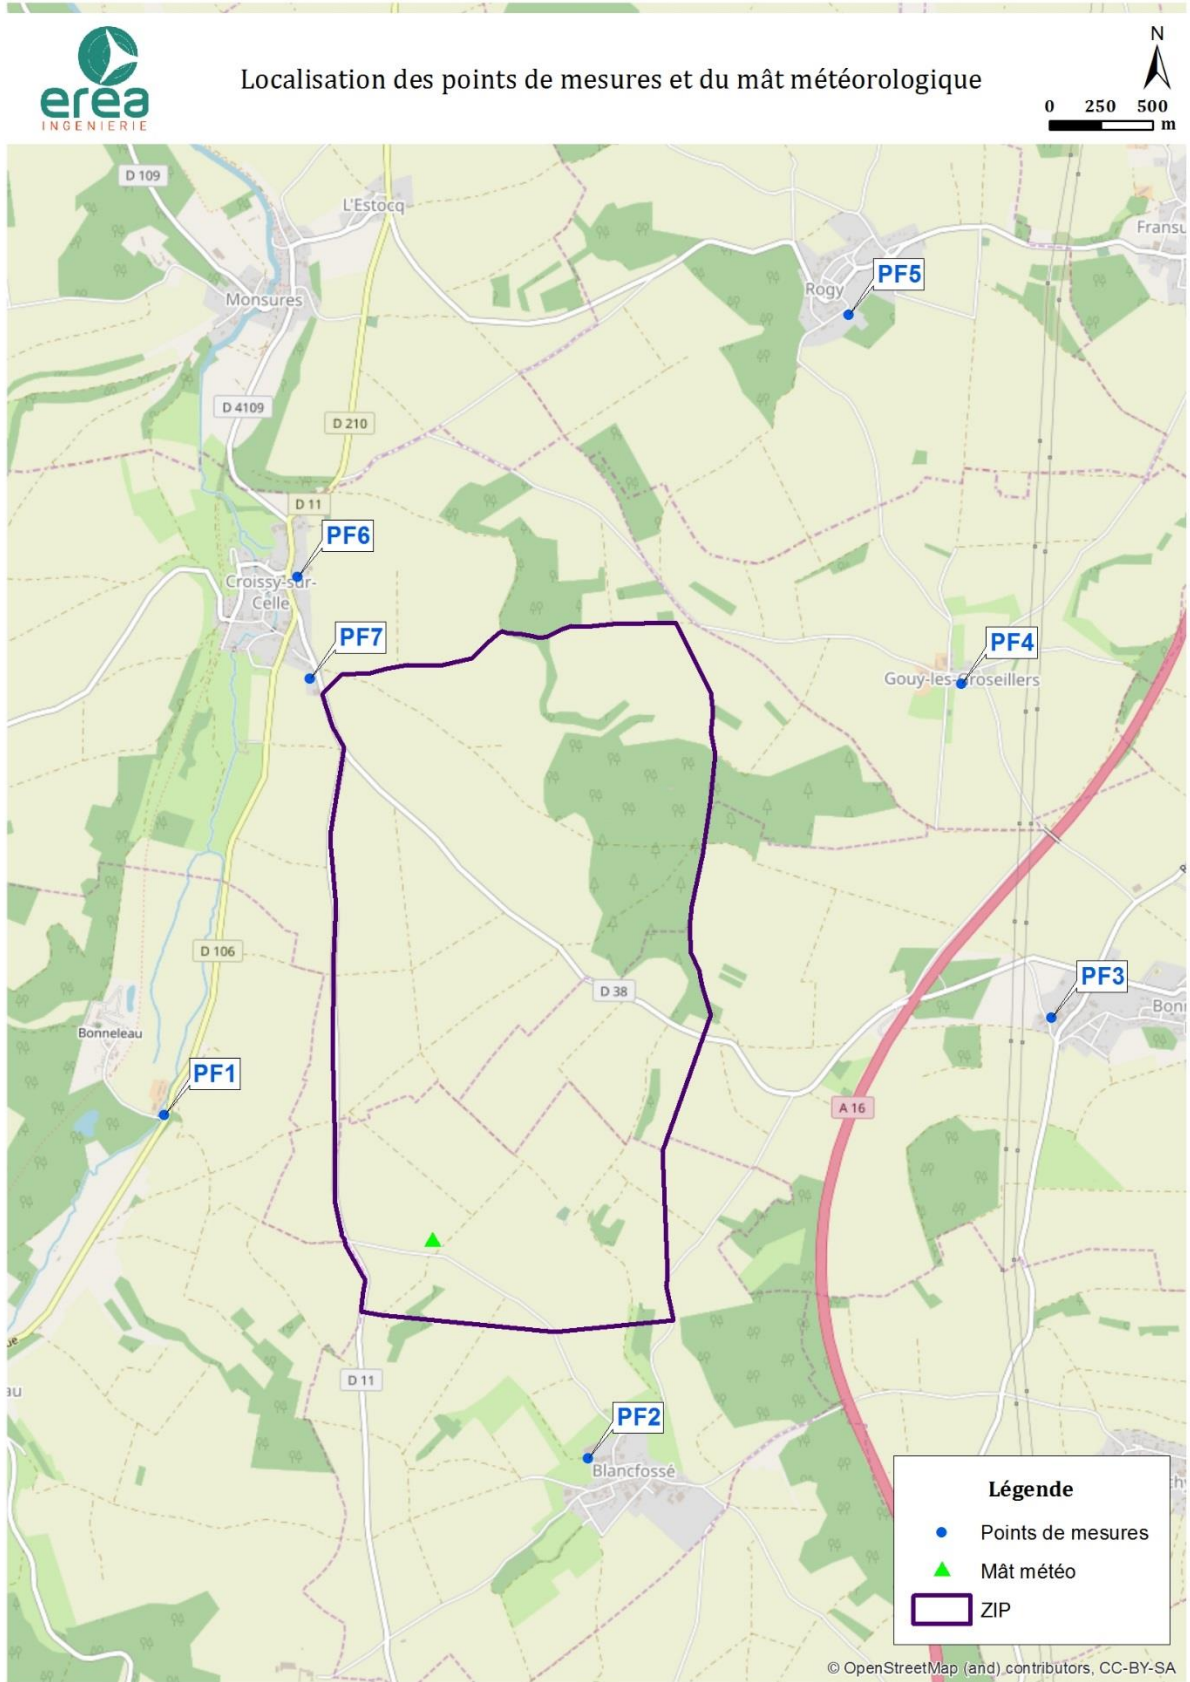 erea
INGENIERIE
Localisation des points de mesures et du mât météorologique
N
0 250 500
m
D 109
L'Estocq
Fransu
Monsures
Rogy
PF5
D 4109
D 210
D 11
PF6
Croissy-sur-
Celle
PF7
PF4
Gouy-les-Groseillers
D 106
D 38
PF3
Bonn
Bonneleau
PF1
A 16
D 11
au
PF2
Blancfossé
Légende
Points de mesures
Mât météo
ZIP
© OpenStreetMap (and) contributors, CC-BY-SA